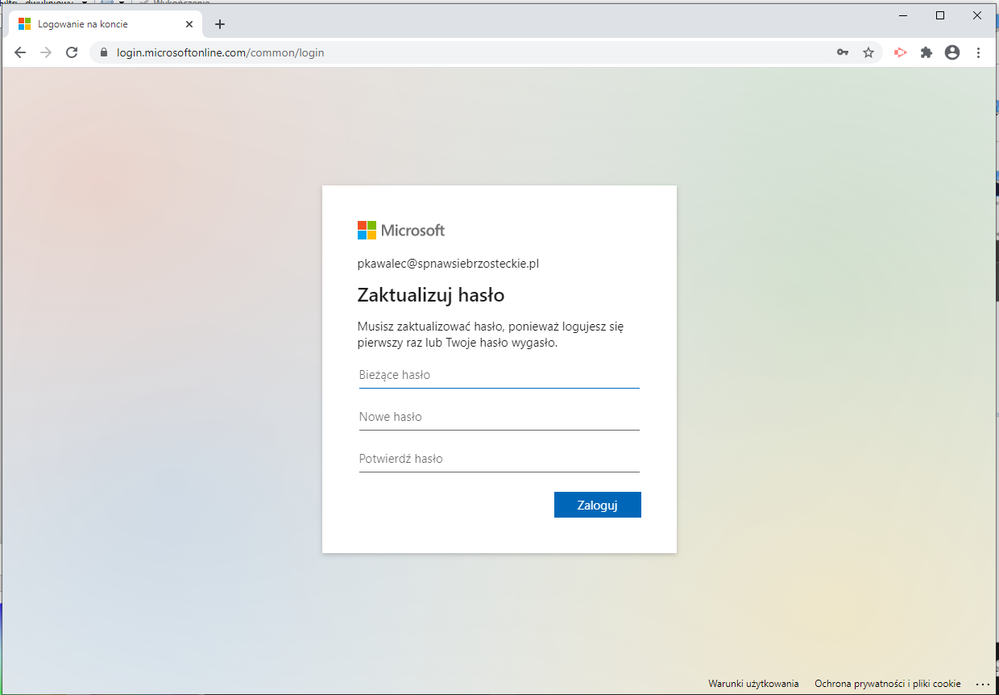 Logowanie na koncie
login.microsoftonline.com/common/login
Microsoft
pkawalec@spnawsiebrzosteckie.pl
Zaktualizuj hasło
Musisz zaktualizować hasło, ponieważ logujesz się
pierwszy raz lub Twoje hasło wygasło.
Bieżące hasło
Nowe hasło
Potwierdź hasło
Zaloguj
Warunki użytkowania Ochrona prywatności i pliki cookie